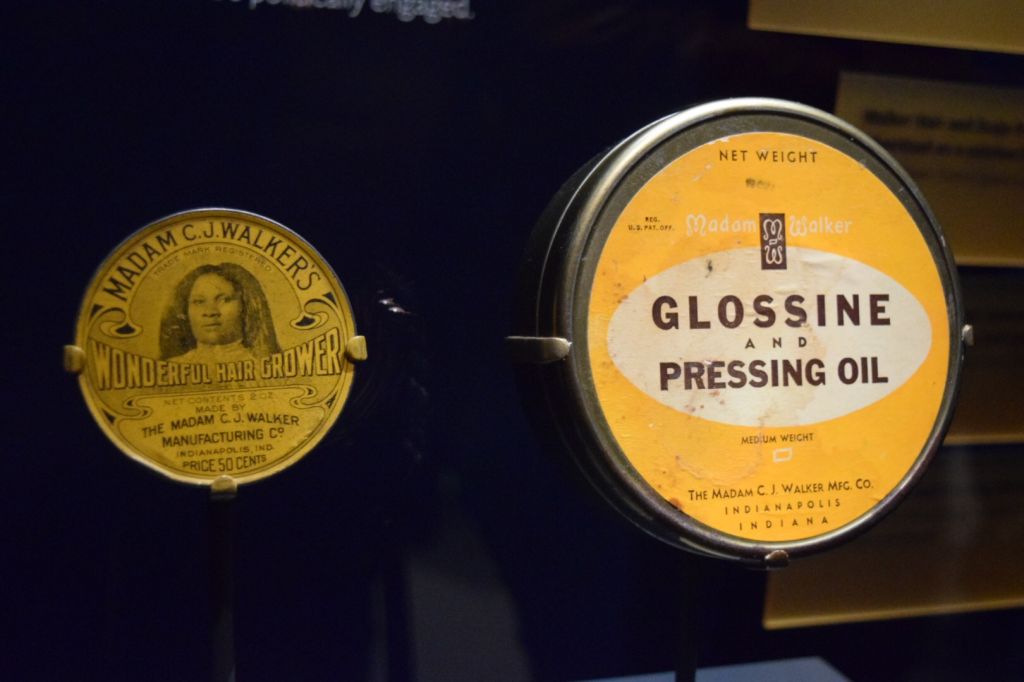 politically engaged.
MADAM C.J. WALKER'S
TRADE MARK REGISTERED
WONDERFUL HAIR GROWER
NET CONTENTS 2 OZ.
MADE BY
THE MADAM C. J. WALKER
MANUFACTURING CO
INDIANAPOLIS, IND.
PRICE 50 CENTS
NET WEIGHT
REG.
U.S. PAT. OFF.
Madam Walker
GLOSSINE
AND
PRESSING OIL
MEDIUM WEIGHT
THE MADAM C. J. WALKER MFG. CO.
INDIANAPOLIS
INDIANA